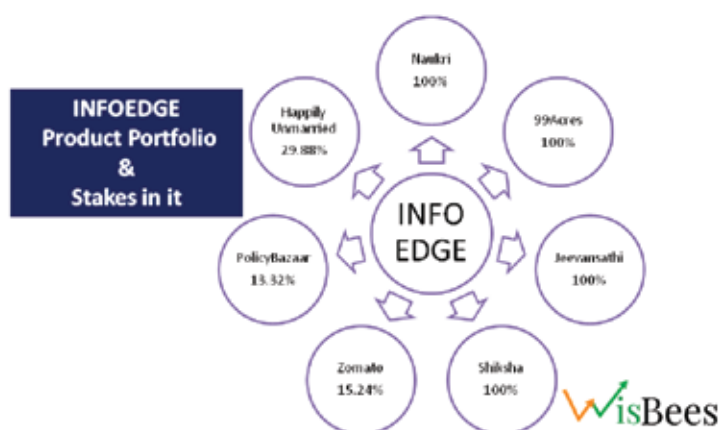 INFOEDGE
Product Portfolio
&
Stakes in it
Naukri
100%
99Acres
100%
Jeevansathi
100%
Shiksha
100%
Zomato
15.24%
PolicyBazaar
13.32%
Happily
Unmarried
29.88%
INFO
EDGE
WisBees